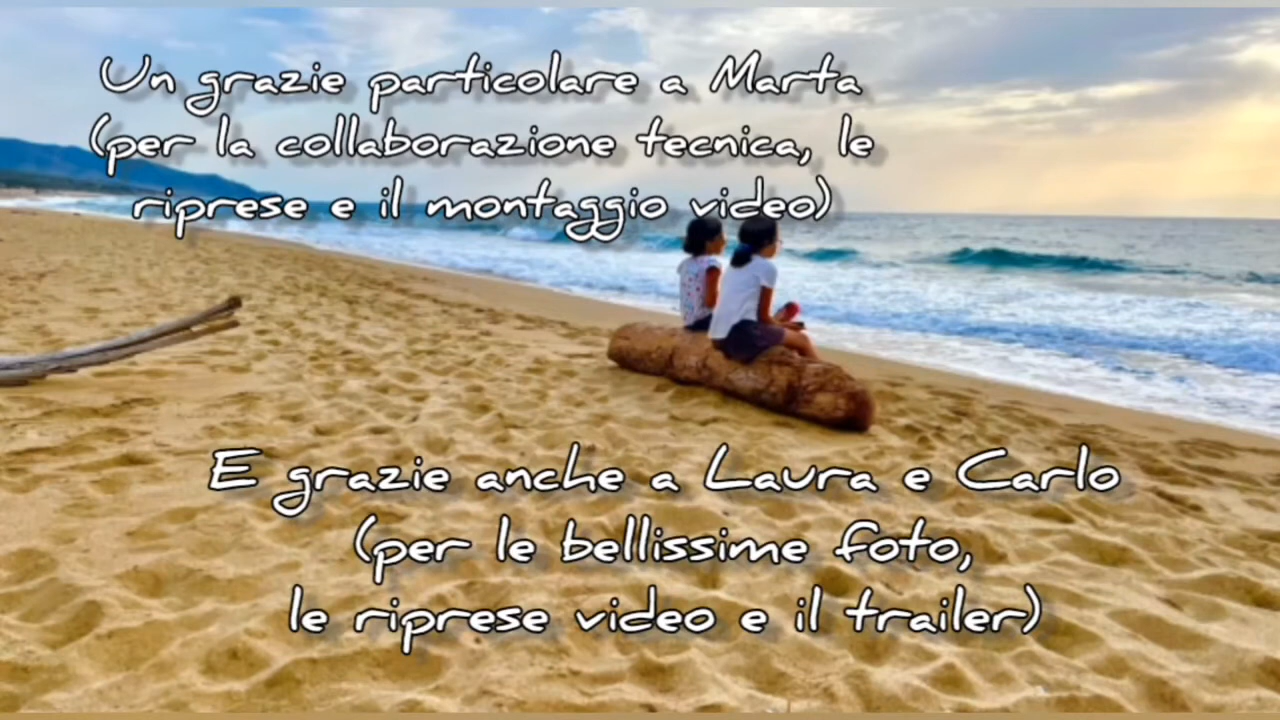 Un grazie particolare a Marta
(per la collaborazione tecnica, le
riprese e il montaggio video)
E grazie anche a Laura e Carlo
(per le bellissime foto,
le riprese video e il trailer)